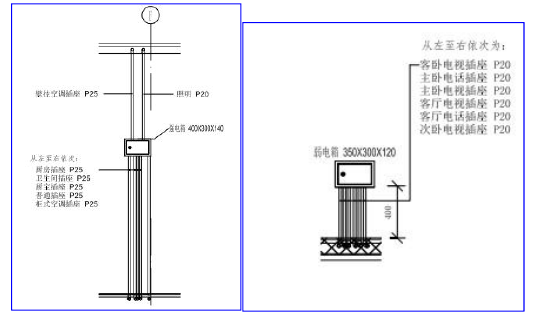 壁挂空调插座 P25
照明 P20
强电箱 400X300X140
从左至右依次:
厨房插座 P25
卫生间插座 P25
居室插座 P25
普通插座 P25
柜式空调插座 P25
从左至右依次为:
客卧电视插座 P20
主卧电话插座 P20
主卧电视插座 P20
客厅电视插座 P20
客厅电话插座 P20
次卧电视插座 P20
弱电箱 350X300X120
400